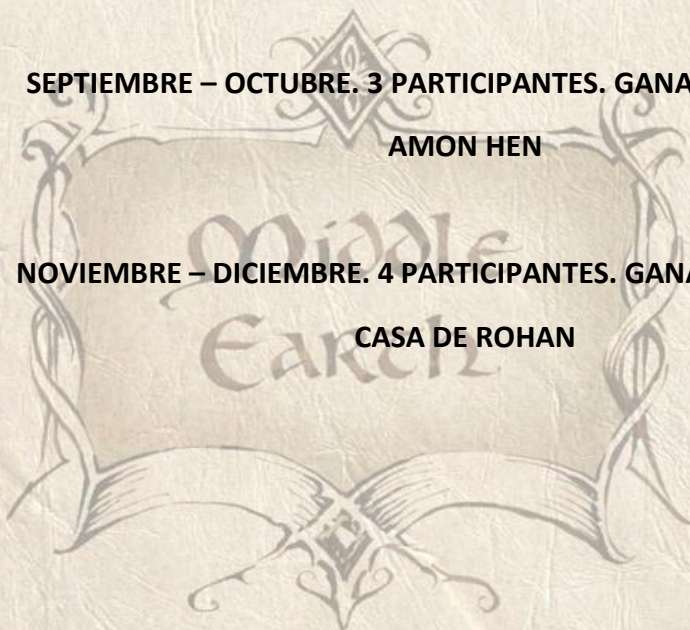 SEPTIEMBRE – OCTUBRE. 3 PARTICIPANTES. GANA
AMON HEN
Middle
NOVIEMBRE – DICIEMBRE. 4 PARTICIPANTES. GANA
Earth
CASA DE ROHAN